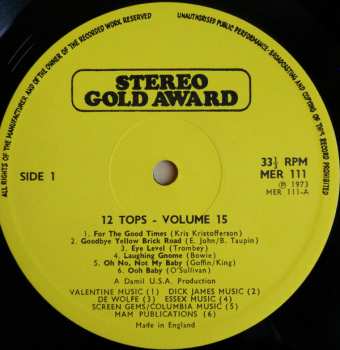 ALL RIGHTS OF THE MANUFACTURER AND OF THE OWNER OF THE RECORDED WORK RESERVED
UNAUTHORISED PUBLIC PERFORMANCE, BROADCASTING AND COPYING OF THIS RECORD PROHIBITED
STEREO
GOLD AWARD
SIDE 1
33⅓ RPM
MER 111
Ⓟ 1973
MER 111-A
12 TOPS - VOLUME 15
1. For The Good Times (Kris Kristofferson)
2. Goodbye Yellow Brick Road (E. John/B. Taupin)
3. Eye Level (Trombey)
4. Laughing Gnome (Bowie)
5. Oh No, Not My Baby (Goffin/King)
6. Ooh Baby (O'Sullivan)
A Damil U.S.A. Production
VALENTINE MUSIC (1) DICK JAMES MUSIC (2)
DE WOLFE (3) ESSEX MUSIC (4)
SCREEN GEMS/COLUMBIA MUSIC (5)
MAM PUBLICATIONS (6)
Made in England